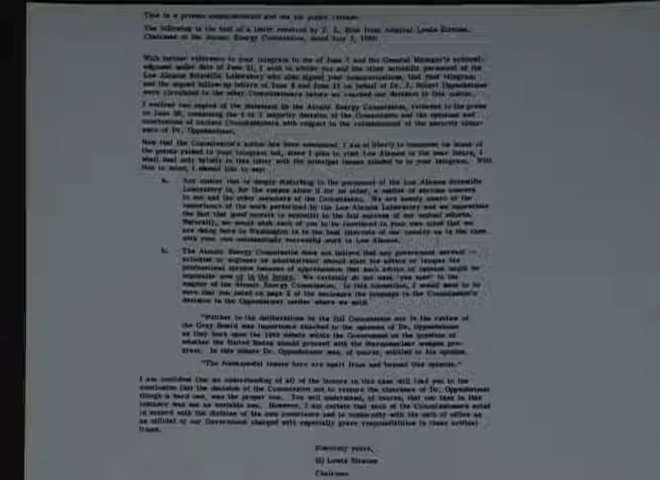 This is a private communication and not for public release.
The following is the text of a letter received by F. L. from Admiral Lewis Strauss,
Chairman of the Atomic Energy Commission, dated July 2, 1954:
With further reference to your telegram to me of June 7 and the General Manager's acknowl-
edgment under date of June 11, I wish to advise you and the other scientific personnel of the
Los Alamos Scientific Laboratory who also signed your communications, that your telegram
and the signed follow-up letters of June 8 and June 11 on behalf of Dr. J. Robert Oppenheimer
were circulated to the other Commissioners before we reached our decision in this matter.
I enclose two copies of the statement by the Atomic Energy Commission, released to the press
on June 29, containing the 4 to 1 majority decision of the Commission and the opinions and
conclusions of certain Commissioners with respect to the reinstatement of the security clear-
ance of Dr. Oppenheimer.
Now that the Commission's action has been announced, I am at liberty to comment on some of
the points raised in your telegram but, since I plan to visit Los Alamos in the near future, I
shall deal only briefly in this letter with the principal issues alluded to in your telegram. With
this in mind, I should like to say:
a. Any matter that is deeply disturbing to the personnel of the Los Alamos Scientific
Laboratory is, for the reason alone if for no other, a matter of serious concern
to me and the other members of the Commission. We are keenly aware of the
importance of the work performed by the Los Alamos Laboratory and we appreciate
the fact that good morale is essential to the full success of our mutual efforts.
Naturally, we would wish each of you to be convinced in your own mind that we
are doing here in Washington is in the best interests of our country as is the case
with your own outstandingly successful work in Los Alamos.
b. The Atomic Energy Commission does not believe that any government servant --
scientist or engineer or administrator should slant his advice or temper his
professional opinion because of apprehension that such advice or opinion might be
unpopular now or in the future. We certainly do not want "yes men" in the
employ of the Atomic Energy Commission. In this connection, I would want to be
sure that you noted on page 2 of the enclosure the language in the Commission's
decision in the Oppenheimer matter where we said:
"Neither in the deliberations by the full Commission nor in the review of
the Gray Board was importance attached to the opinions of Dr. Oppenheimer
as they bore upon the 1949 debate within the Government on the question of
whether the United States should proceed with the thermonuclear weapon pro-
gram. In this debate Dr. Oppenheimer was, of course, entitled to his opinion.
"The fundamental issues here are apart from and beyond this opinion."
I am confident that an understanding of all of the factors in this case will lead you to the
conclusion that the decision of the Commission not to restore the clearance of Dr. Oppenheimer
though a hard one, was the proper one. You will understand, of course, that our task in this
instance was not an enviable one. However, I am certain that each of the Commissioners acted
in accord with the dictates of his own conscience and in conformity with his oath of office as
an official of our Government charged with especially grave responsibilities in these critical
times.
Sincerely yours,
(s) Lewis Strauss
Chairman